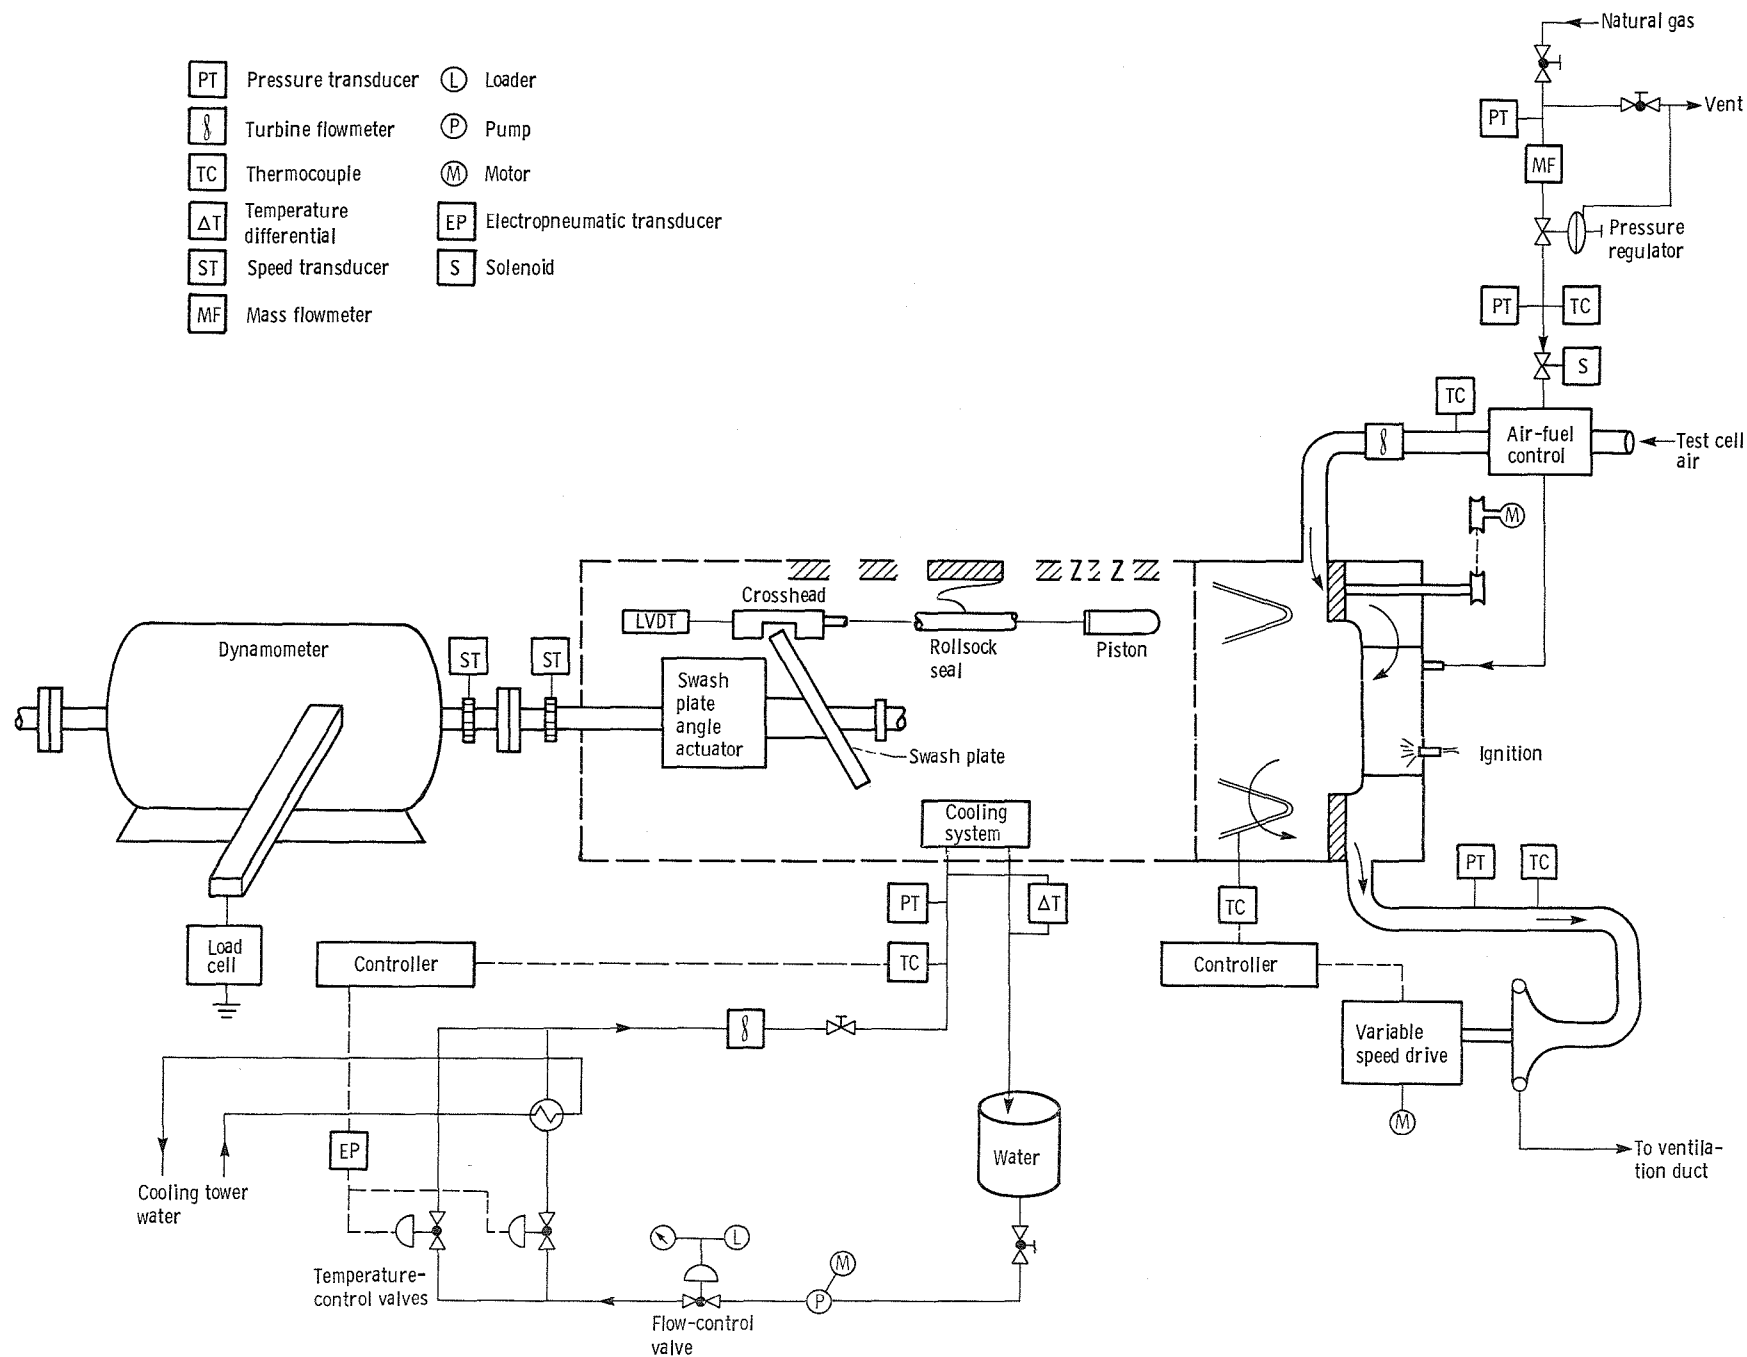 Natural gas
PT Pressure transducer
L Loader
Vent
PT
Turbine flowmeter
P Pump
MF
TC Thermocouple
M Motor
ΔT Temperature
differential
EP Electropneumatic transducer
Pressure
regulator
ST Speed transducer
S Solenoid
MF Mass flowmeter
PT
TC
S
TC
Air-fuel
control
Test cell
air
M
Crosshead
LVDT
Rollsock
seal
Piston
Dynamometer
ST
ST
Swash
plate
angle
actuator
Swash plate
Ignition
Cooling
system
PT
TC
PT
ΔT
TC
Load
cell
Controller
TC
Controller
Variable
speed drive
M
EP
Water
To ventila-
tion duct
Cooling tower
water
L
M
P
Temperature-
control valves
Flow-control
valve